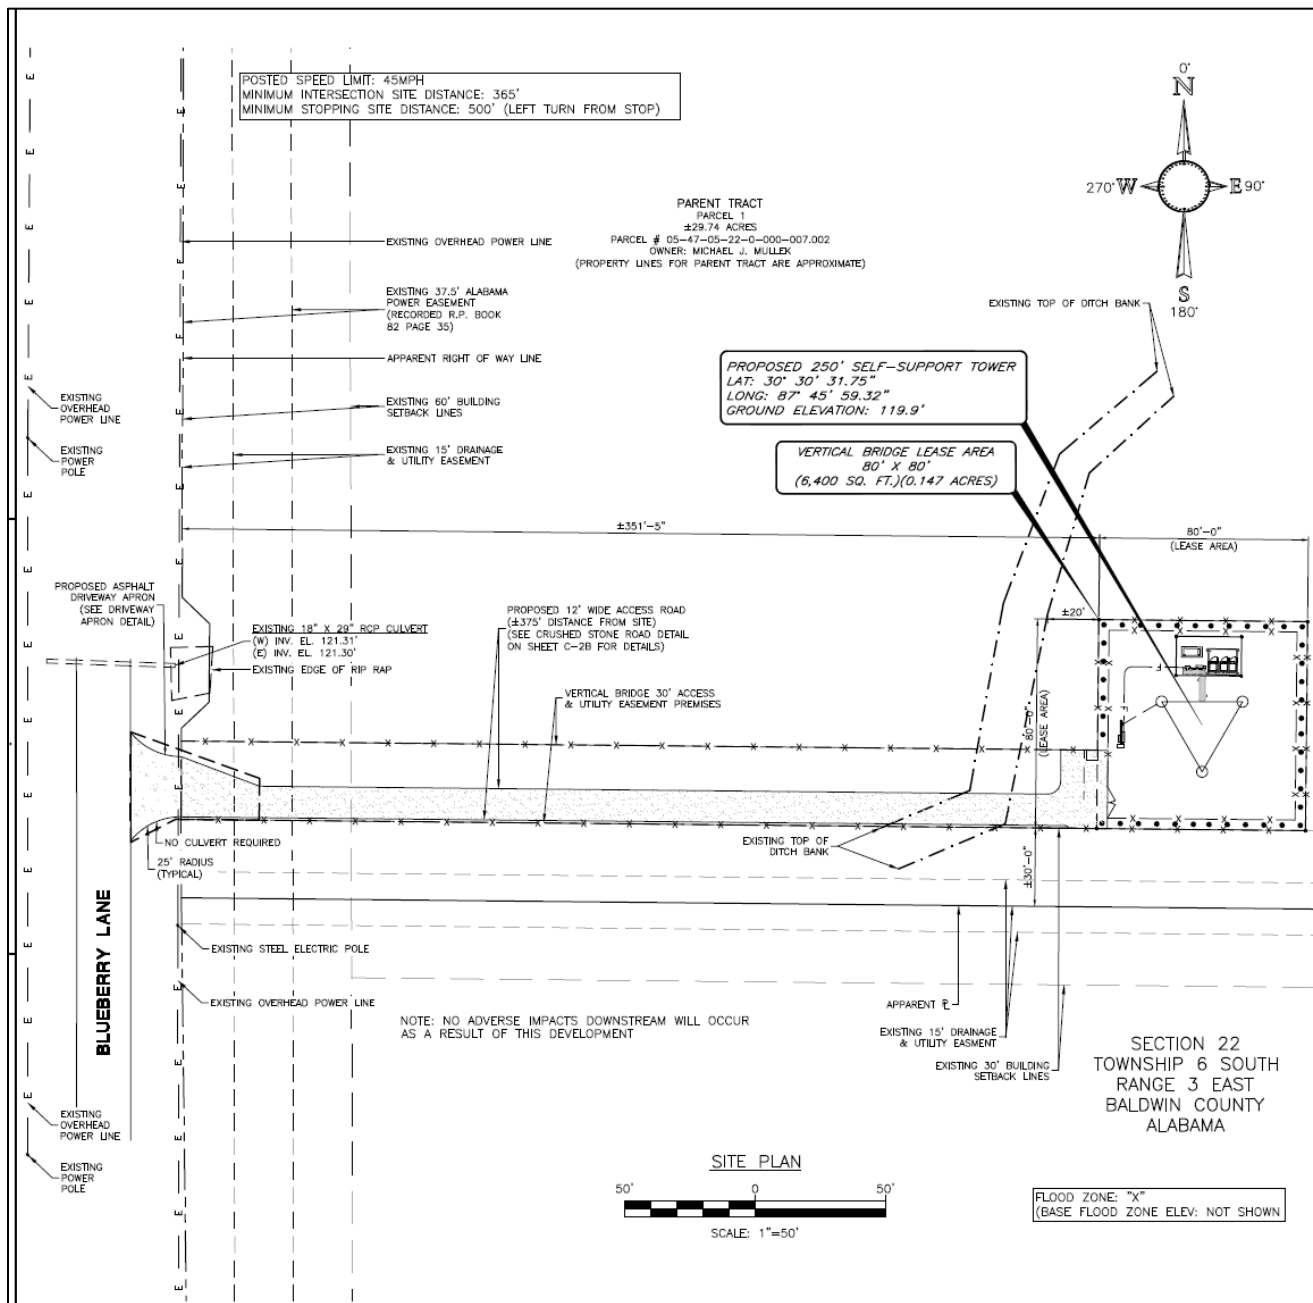 POSTED SPEED LIMIT: 45MPH
MINIMUM INTERSECTION SITE DISTANCE: 365'
MINIMUM STOPPING SITE DISTANCE: 500' (LEFT TURN FROM STOP)
0°
N
270° W
E 90°
S
180°
PARENT TRACT
PARCEL 1
±29.74 ACRES
PARCEL # 05-47-05-22-0-000-007.002
OWNER: MICHAEL J. MULLEK
(PROPERTY LINES FOR PARENT TRACT ARE APPROXIMATE)
EXISTING OVERHEAD POWER LINE
EXISTING 37.5' ALABAMA
POWER EASEMENT
(RECORDED R.P. BOOK
82 PAGE 35)
APPARENT RIGHT OF WAY LINE
EXISTING 60' BUILDING
SETBACK LINES
EXISTING 15' DRAINAGE
& UTILITY EASEMENT
EXISTING
OVERHEAD
POWER LINE
EXISTING
POWER
POLE
EXISTING TOP OF DITCH BANK
PROPOSED 250' SELF-SUPPORT TOWER
LAT: 30° 30' 31.75"
LONG: 87° 45' 59.32"
GROUND ELEVATION: 119.9'
VERTICAL BRIDGE LEASE AREA
80' X 80'
(6,400 SQ. FT.)(0.147 ACRES)
±351'-5"
80'-0"
(LEASE AREA)
±20'
80'-0"
(LEASE AREA)
PROPOSED ASPHALT
DRIVEWAY APRON
(SEE DRIVEWAY
APRON DETAIL)
EXISTING 18" X 29" RCP CULVERT
(W) INV. EL. 121.31'
(E) INV. EL. 121.30'
EXISTING EDGE OF RIP RAP
PROPOSED 12' WIDE ACCESS ROAD
(±375' DISTANCE FROM SITE)
(SEE CRUSHED STONE ROAD DETAIL
ON SHEET C-2B FOR DETAILS)
VERTICAL BRIDGE 30' ACCESS
& UTILITY EASEMENT PREMISES
NO CULVERT REQUIRED
25' RADIUS
(TYPICAL)
EXISTING TOP OF
DITCH BANK
±30'-0"
BLUEBERRY LANE
EXISTING STEEL ELECTRIC POLE
EXISTING OVERHEAD POWER LINE
NOTE: NO ADVERSE IMPACTS DOWNSTREAM WILL OCCUR
AS A RESULT OF THIS DEVELOPMENT
APPARENT ℄
EXISTING 15' DRAINAGE
& UTILITY EASMENT
EXISTING 30' BUILDING
SETBACK LINES
SECTION 22
TOWNSHIP 6 SOUTH
RANGE 3 EAST
BALDWIN COUNTY
ALABAMA
EXISTING
OVERHEAD
POWER LINE
EXISTING
POWER
POLE
SITE PLAN
50' 0 50'
SCALE: 1"=50'
FLOOD ZONE: "X"
(BASE FLOOD ZONE ELEV: NOT SHOWN